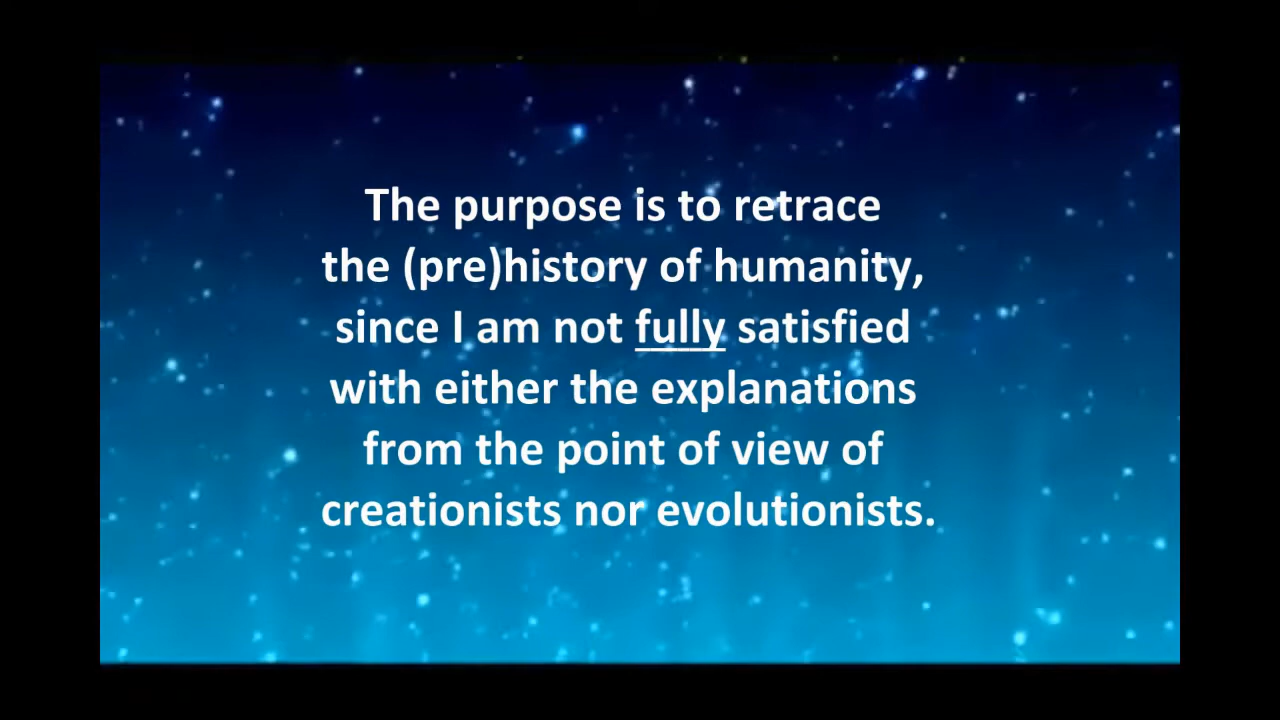 The purpose is to retrace
the (pre)history of humanity,
since I am not fully satisfied
with either the explanations
from the point of view of
creationists nor evolutionists.